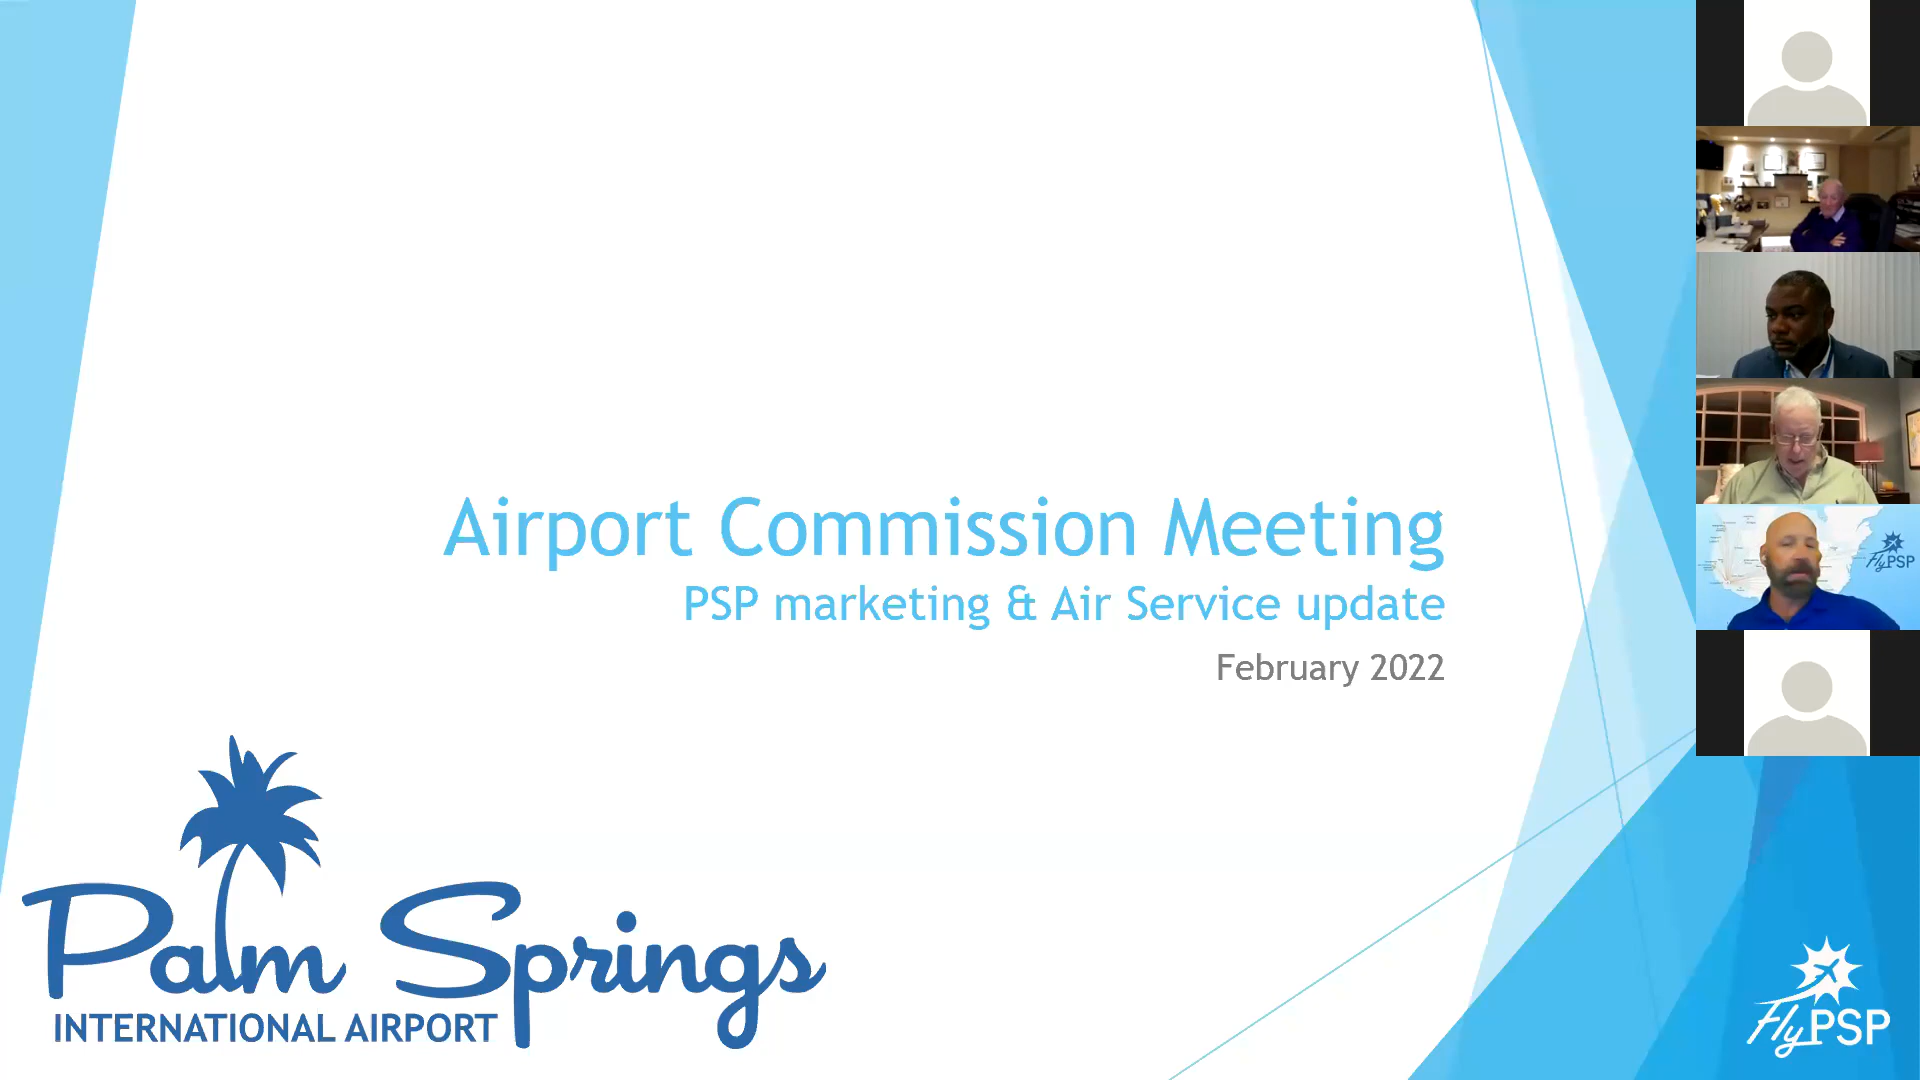 Airport Commission Meeting
PSP marketing & Air Service update
February 2022
Palm Springs
INTERNATIONAL AIRPORT
FlyPSP
FlyPSP